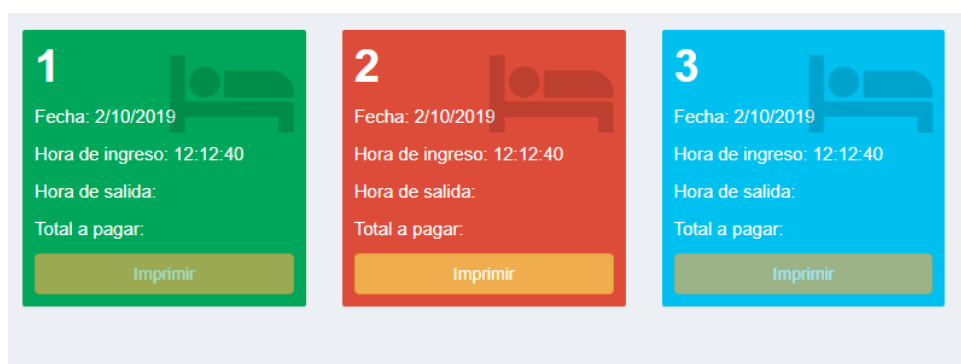 1
Fecha: 2/10/2019
Hora de ingreso: 12:12:40
Hora de salida:
Total a pagar:
Imprimir
2
Fecha: 2/10/2019
Hora de ingreso: 12:12:40
Hora de salida:
Total a pagar:
Imprimir
3
Fecha: 2/10/2019
Hora de ingreso: 12:12:40
Hora de salida:
Total a pagar:
Imprimir